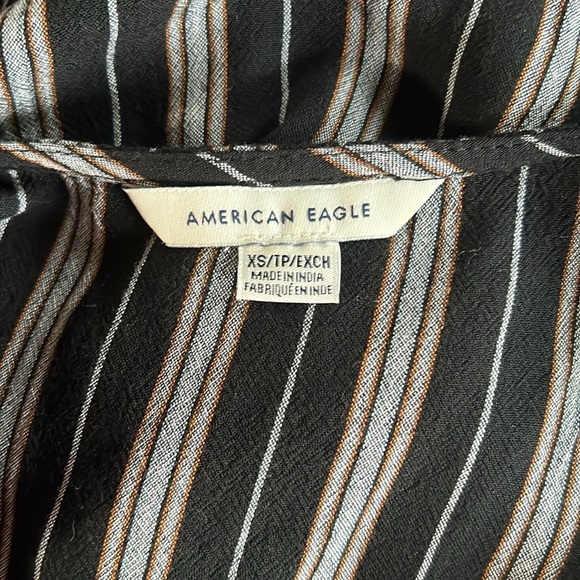 AMERICAN EAGLE
XS/TP/EXCH
MADE IN INDIA
FABRIQUÉ EN INDE